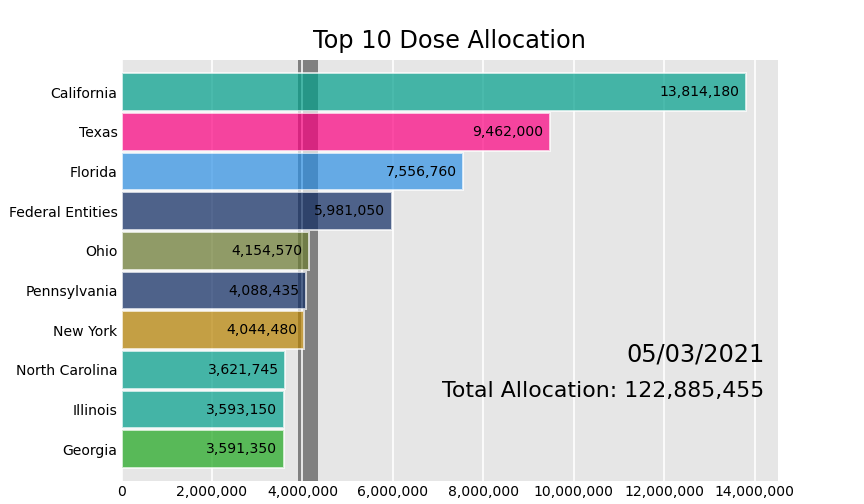 Top 10 Dose Allocation
California 13,814,180
Texas 9,462,000
Florida 7,556,760
Federal Entities 5,981,050
Ohio 4,154,570
Pennsylvania 4,088,435
New York 4,044,480
North Carolina 3,621,745
Illinois 3,593,150
Georgia 3,591,350
05/03/2021
Total Allocation: 122,885,455
0 2,000,000 4,000,000 6,000,000 8,000,000 10,000,000 12,000,000 14,000,000